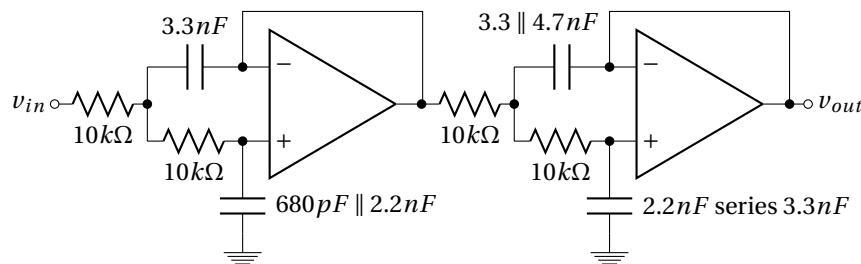 3.3nF
3.3 ∥ 4.7nF
−
−
v_in
10kΩ
10kΩ
v_out
+
+
10kΩ
10kΩ
680pF ∥ 2.2nF
2.2nF series 3.3nF